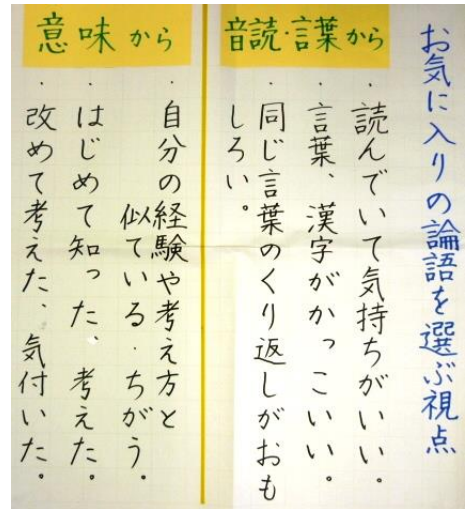 お気に入りの論語を選ぶ視点
音読・言葉から
・読んでいて気持ちがいい。
・言葉、漢字がかっこいい。
・同じ言葉のくり返しがおも
しろい。
意味から
・自分の経験や考え方と
似ている・ちがう。
・はじめて知った、考えた。
・改めて考えた、気付いた。